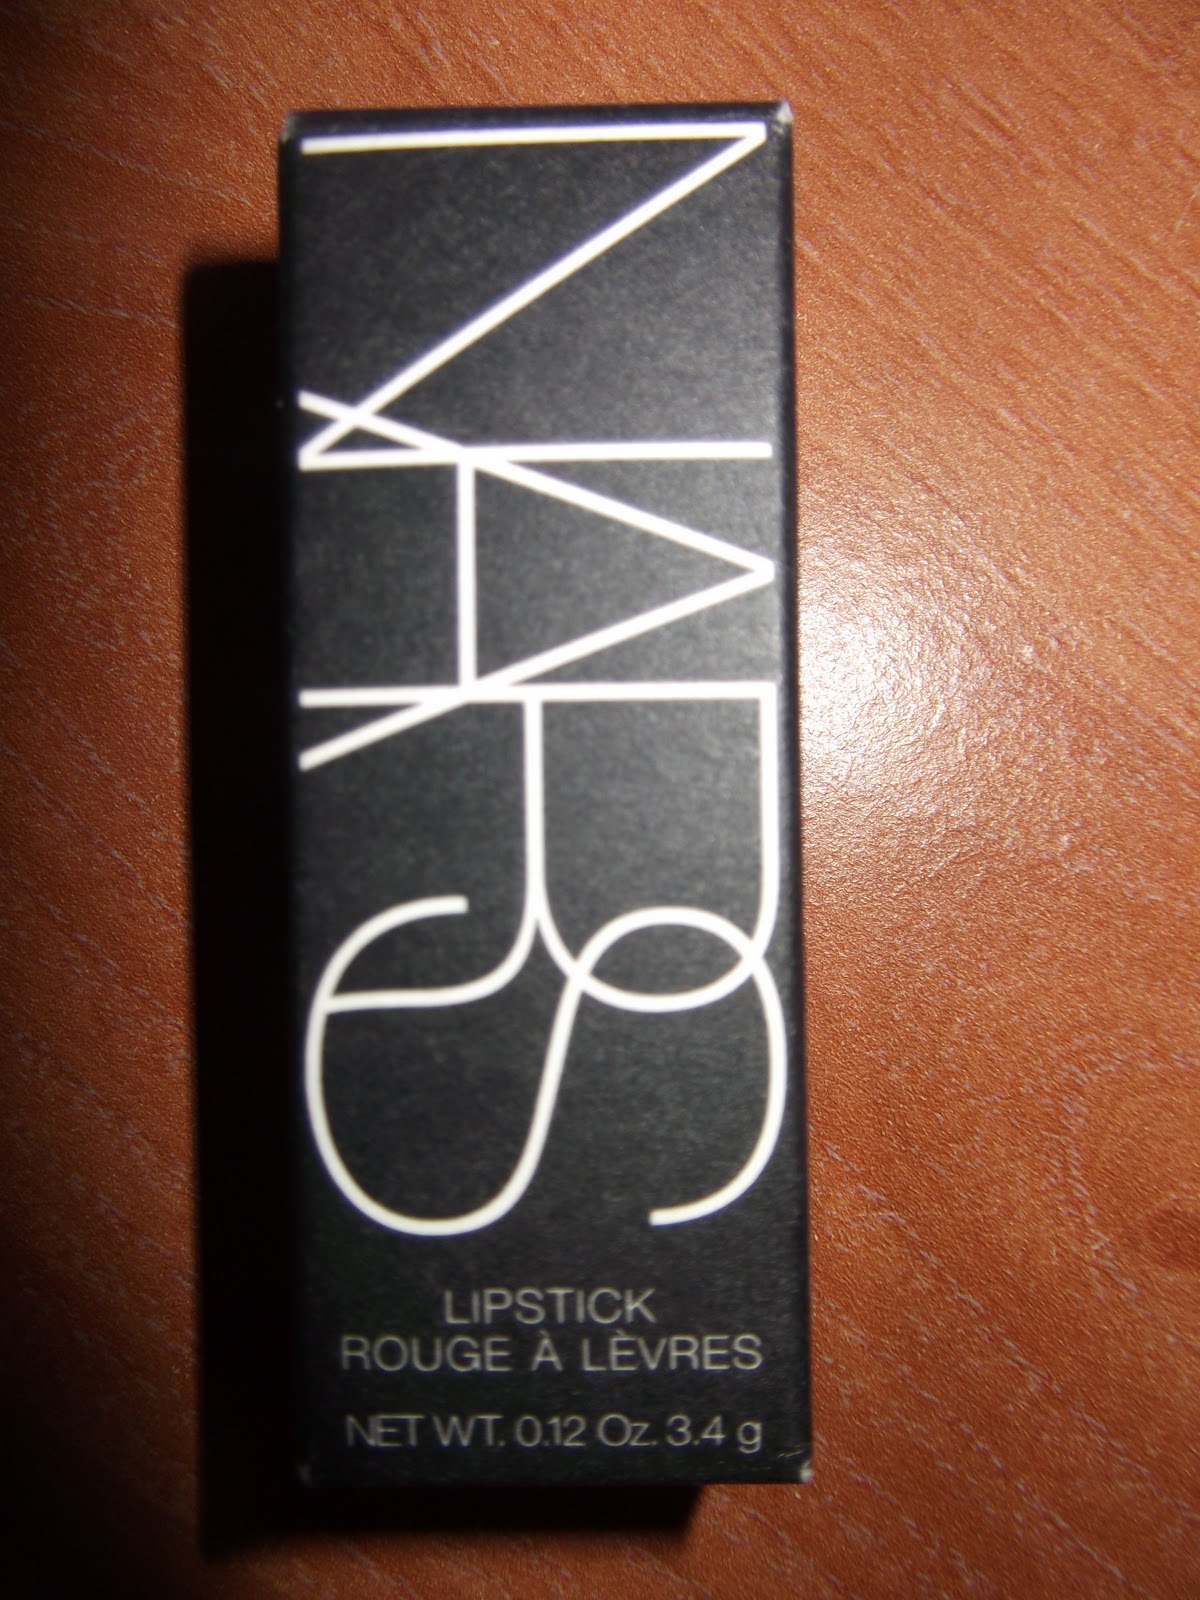 NARS
LIPSTICK
ROUGE À LÈVRES
NET WT. 0.12 Oz. 3.4 g